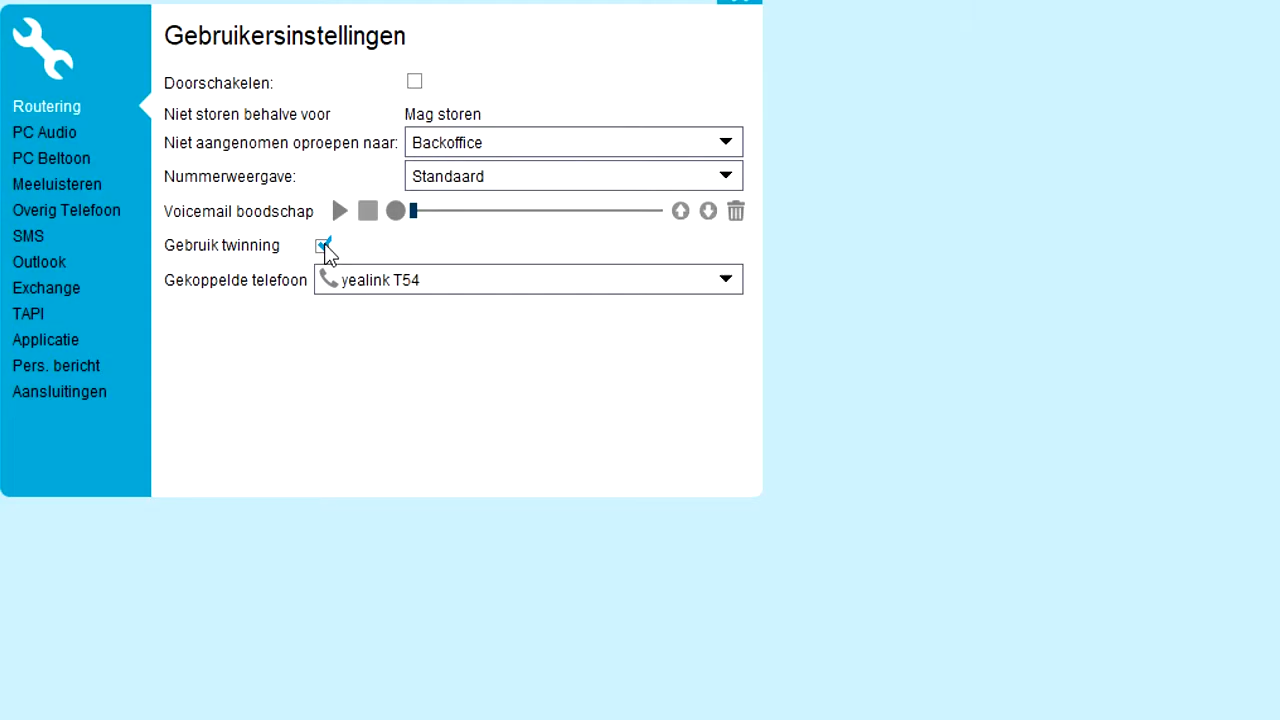 Gebruikersinstellingen
Routering
PC Audio
PC Beltoon
Meeluisteren
Overig Telefoon
SMS
Outlook
Exchange
TAPI
Applicatie
Pers. bericht
Aansluitingen
Doorschakelen:
Niet storen behalve voor Mag storen
Niet aangenomen oproepen naar: Backoffice
Nummerweergave: Standaard
Voicemail boodschap
Gebruik twinning
Gekoppelde telefoon yealink T54